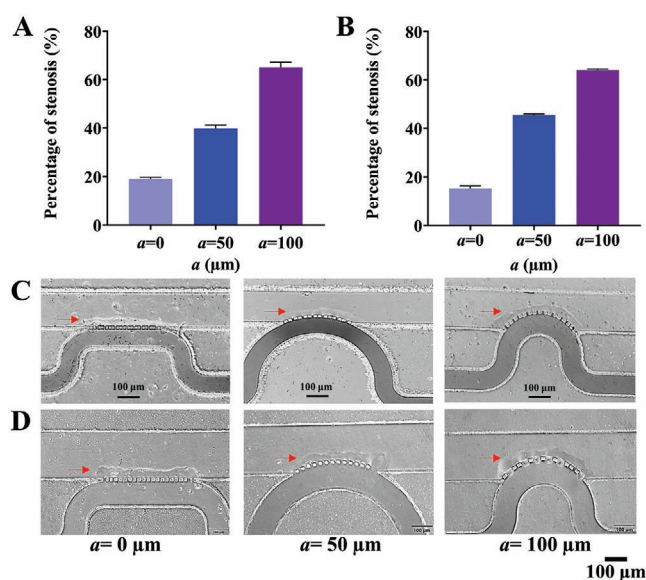 A
Percentage of stenosis (%)
80
60
40
20
0
a=0
a=50
a=100
a (μm)
B
Percentage of stenosis (%)
80
60
40
20
0
a=0
a=50
a=100
a (μm)
C
100 μm
100 μm
100 μm
D
a= 0 μm
a= 50 μm
a= 100 μm
100 μm